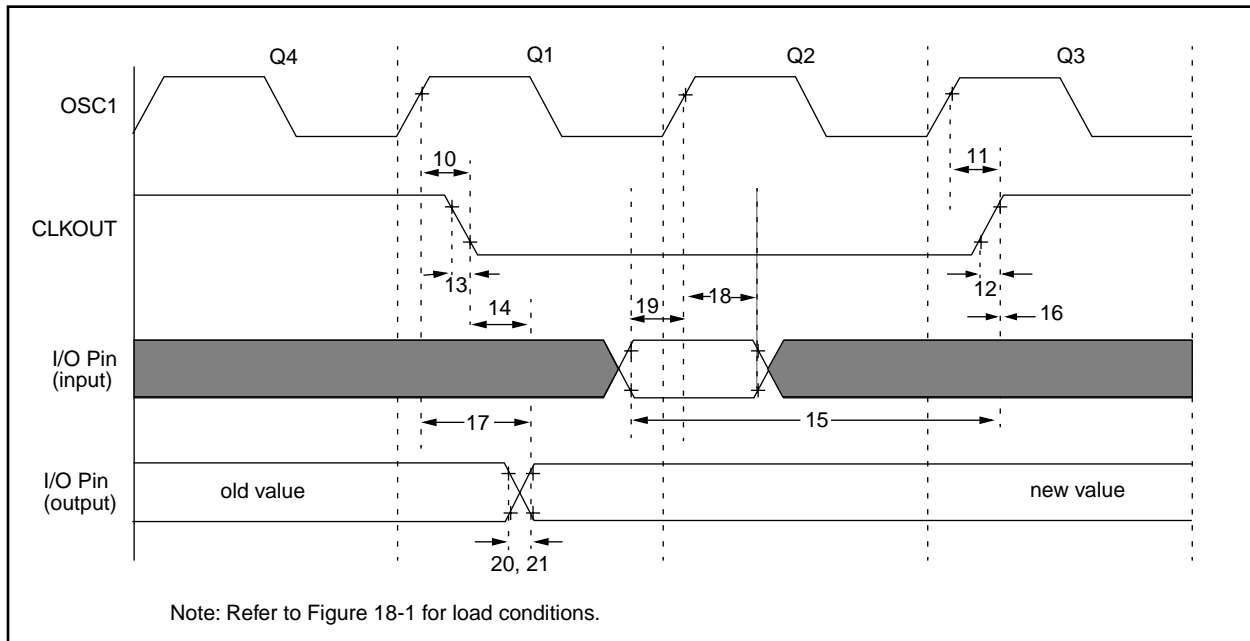 Q4 Q1 Q2 Q3
OSC1
10 11
CLKOUT
13 12
14 19 18 16
I/O Pin
(input)
17 15
I/O Pin
(output)
old value new value
20, 21
Note: Refer to Figure 18-1 for load conditions.